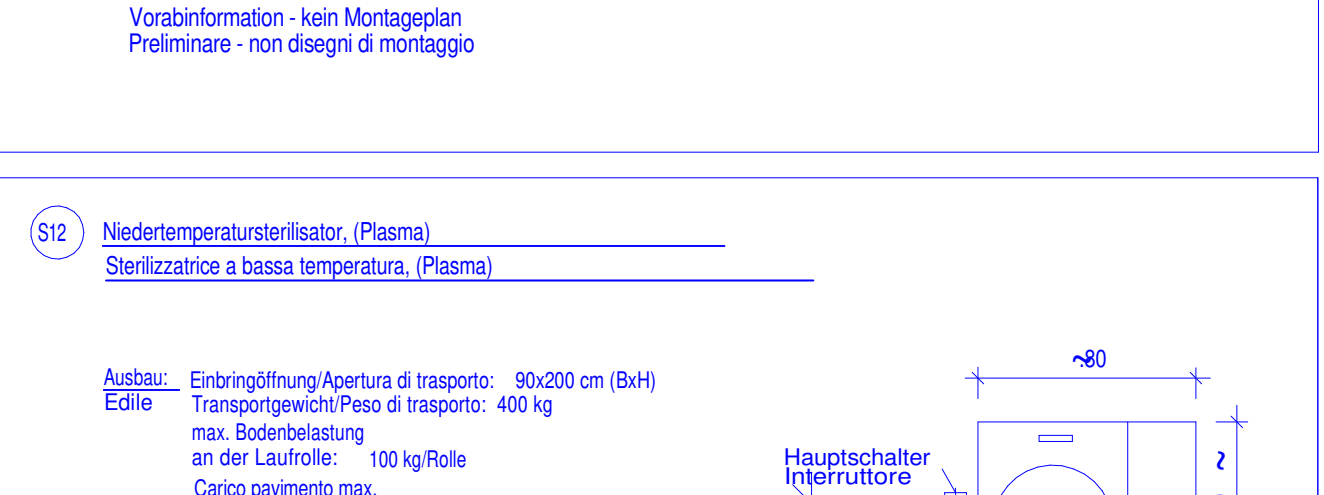 Vorabinformation - kein Montageplan
Preliminare - non disegni di montaggio
S12
Niedertemperatursterilisator, (Plasma)
Sterilizzatrice a bassa temperatura, (Plasma)
Ausbau: Einbringöffnung/Apertura di trasporto: 90x200 cm (BxH)
Edile Transportgewicht/Peso di trasporto: 400 kg
max. Bodenbelastung
an der Laufrolle: 100 kg/Rolle
Carico pavimento max.
~80
Hauptschalter
Interruttore
~